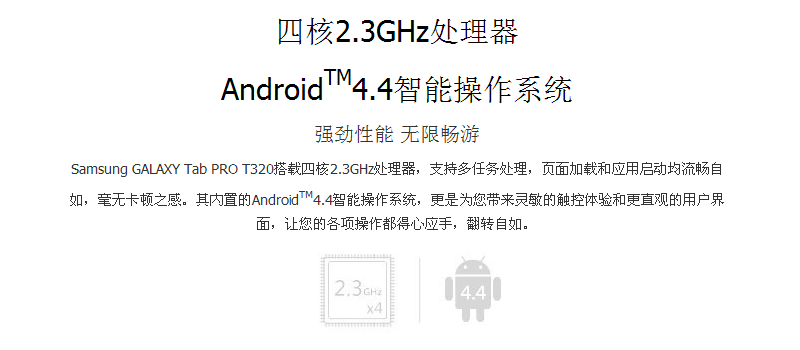 四核2.3GHz处理器
Android™4.4智能操作系统
强劲性能 无限畅游
Samsung GALAXY Tab PRO T320搭载四核2.3GHz处理器，支持多任务处理，页面加载和应用启动均流畅自
如，毫无卡顿之感。其内置的Android™4.4智能操作系统，更是为您带来灵敏的触控体验和更直观的用户界
面，让您的各项操作都得心应手，翻转自如。
2.3GHz
x4
4.4